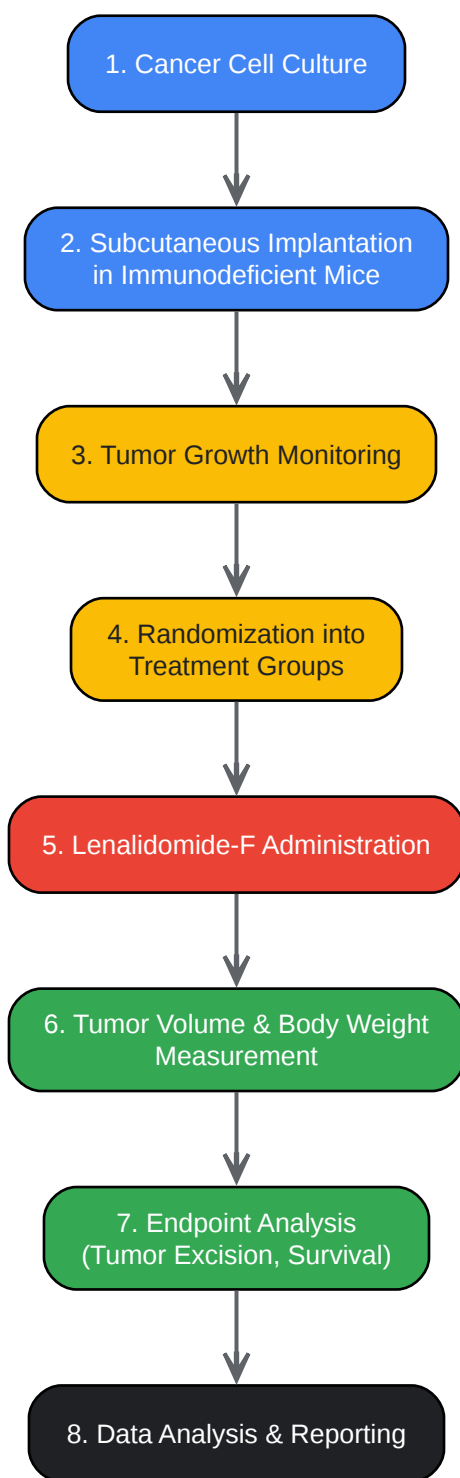 1. Cancer Cell Culture
2. Subcutaneous Implantation
in Immunodeficient Mice
3. Tumor Growth Monitoring
4. Randomization into
Treatment Groups
5. Lenalidomide-F Administration
6. Tumor Volume & Body Weight
Measurement
7. Endpoint Analysis
(Tumor Excision, Survival)
8. Data Analysis & Reporting